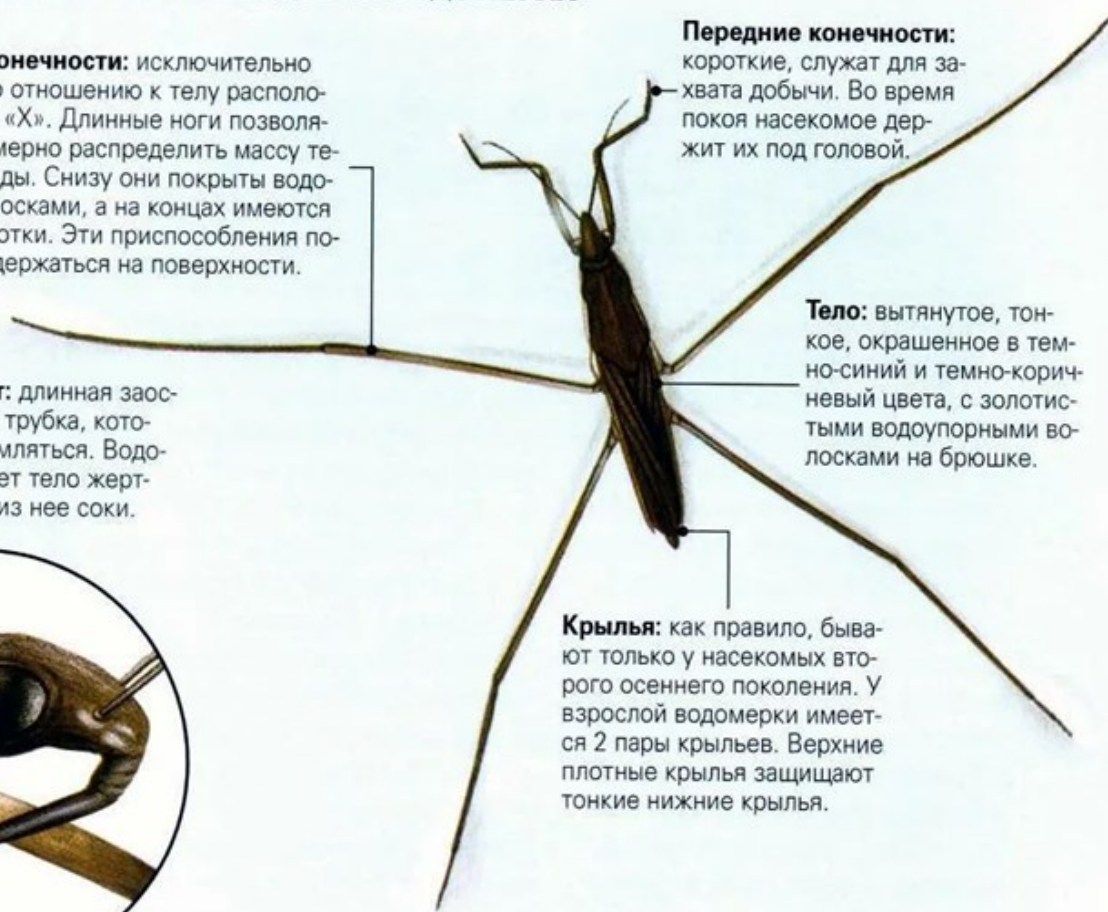 онечности: исключительно
о отношению к телу располо-
«Х». Длинные ноги позволя-
мерно распределить массу те-
ды. Снизу они покрыты водо-
осками, а на концах имеются
отки. Эти приспособления по-
держаться на поверхности.
т: длинная заос-
трубка, кото-
мляться. Водо-
ет тело жерт-
из нее соки.
Передние конечности:
короткие, служат для за-
хвата добычи. Во время
покоя насекомое дер-
жит их под головой.
Тело: вытянутое, тон-
кое, окрашенное в тем-
но-синий и темно-корич-
невый цвета, с золотис-
тыми водоупорными во-
лосками на брюшке.
Крылья: как правило, быва-
ют только у насекомых вто-
рого осеннего поколения. У
взрослой водомерки имеет-
ся 2 пары крыльев. Верхние
плотные крылья защищают
тонкие нижние крылья.